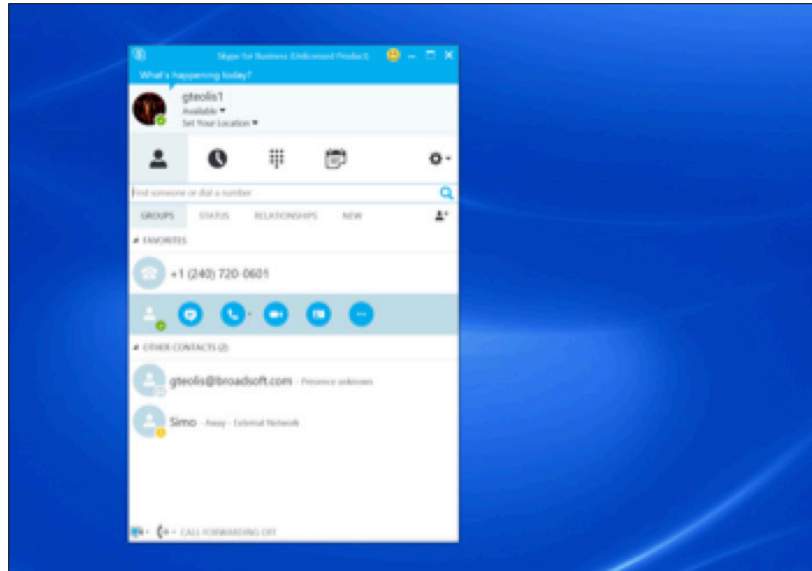 Skype for Business (Unlicensed Product)
What's happening today?
gteolis1
Available
Set Your Location
Find someone or dial a number
GROUPS STATUS RELATIONSHIPS NEW
FAVORITES
+1 (240) 720-0601
OTHER CONTACTS (2)
gteolis@broadsoft.com - Presence unknown
Simo - Away - External Network
CALL FORWARDING OFF